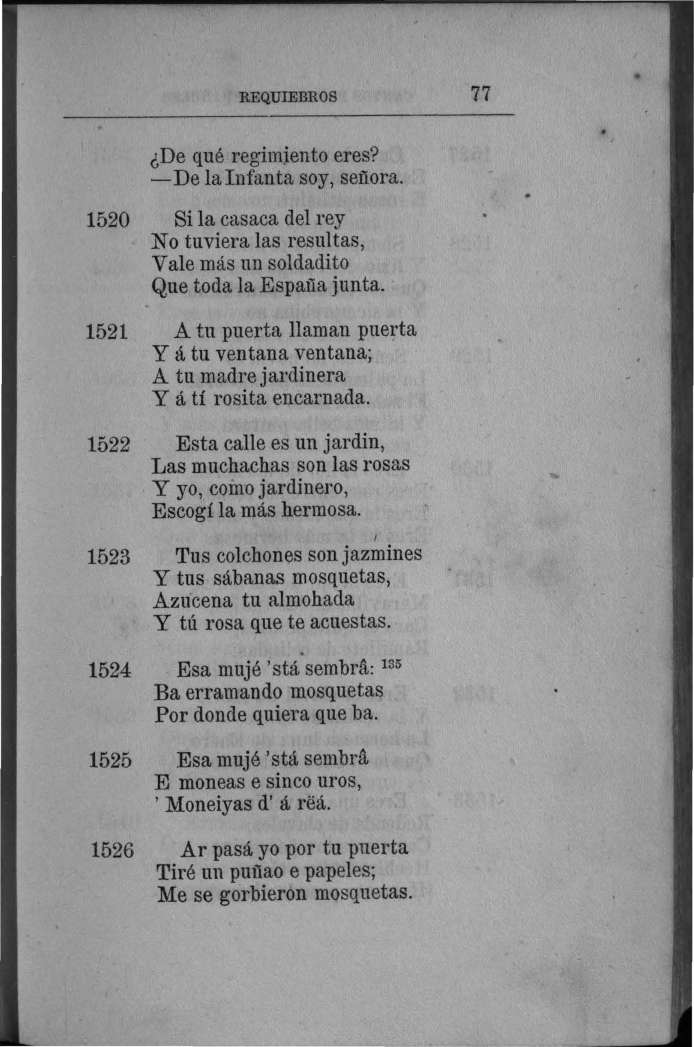 REQUIEBROS 77
¿De qué regimiento eres?
—De la Infanta soy, señora.
1520 Si la casaca del rey
No tuviera las resultas,
Vale más un soldadito
Que toda la España junta.
1521 A tu puerta llaman puerta
Y á tu ventana ventana;
A tu madre jardinera
Y á tí rosita encarnada.
1522 Esta calle es un jardin,
Las muchachas son las rosas
Y yo, como jardinero,
Escogí la más hermosa.
1523 Tus colchones son jazmines
Y tus sábanas mosquetas,
Azucena tu almohada
Y tú rosa que te acuestas.
1524 Esa mujé 'stá sembrâ: 135
Ba erramando mosquetas
Por donde quiera que ba.
1525 Esa mujé 'stá sembrâ
E moneas e sinco uros,
' Moneiyas d' á rëá.
1526 Ar pasá yo por tu puerta
Tiré un puñao e papeles;
Me se gorbieron mosquetas.